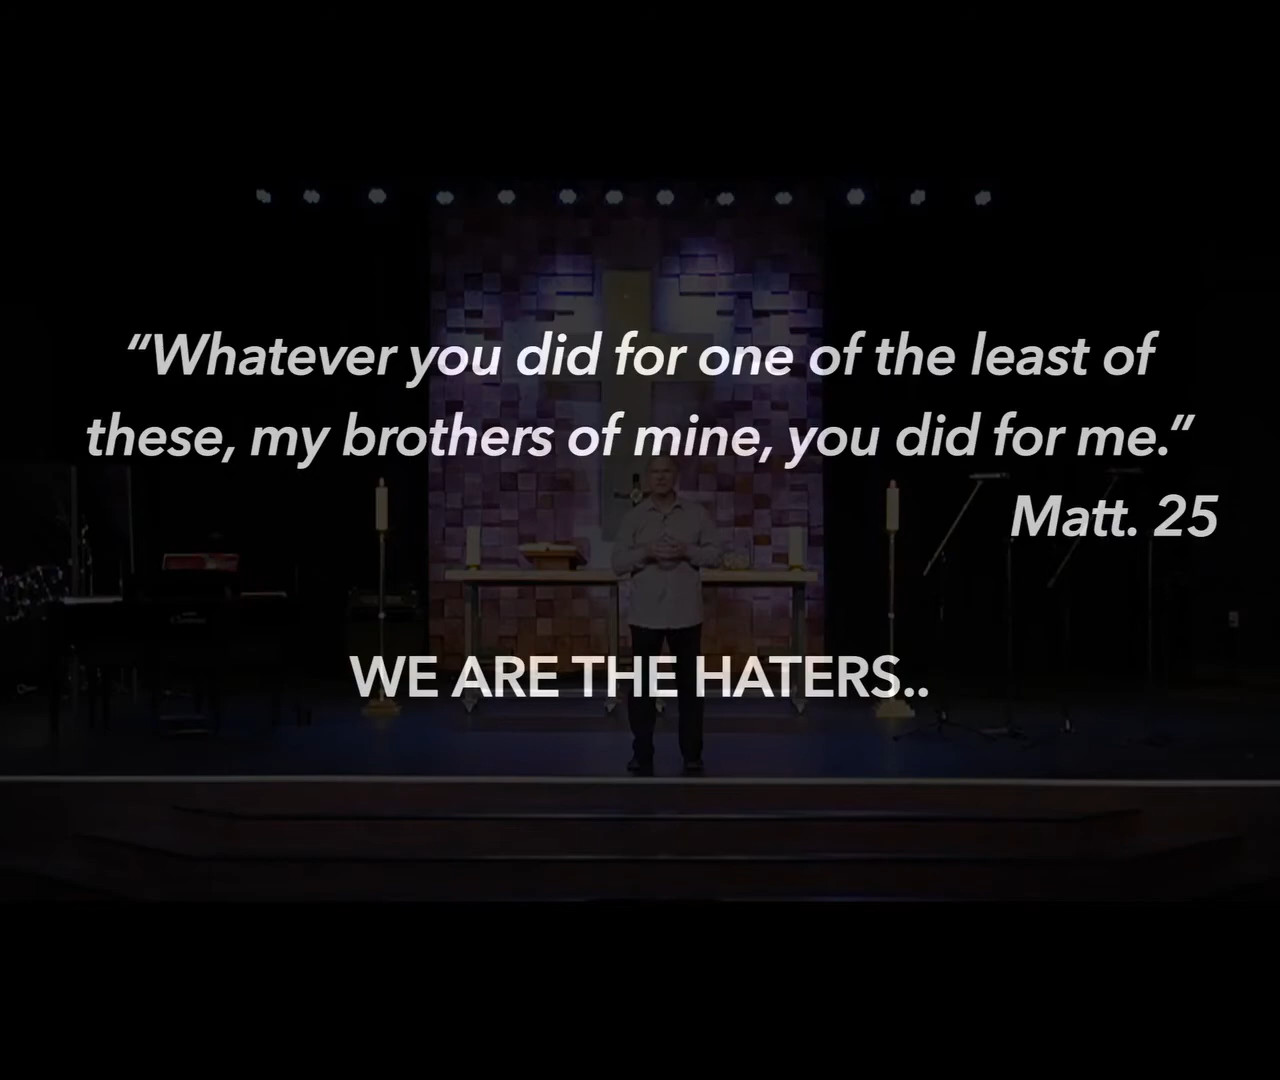 “Whatever you did for one of the least of
these, my brothers of mine, you did for me.”
Matt. 25
WE ARE THE HATERS..